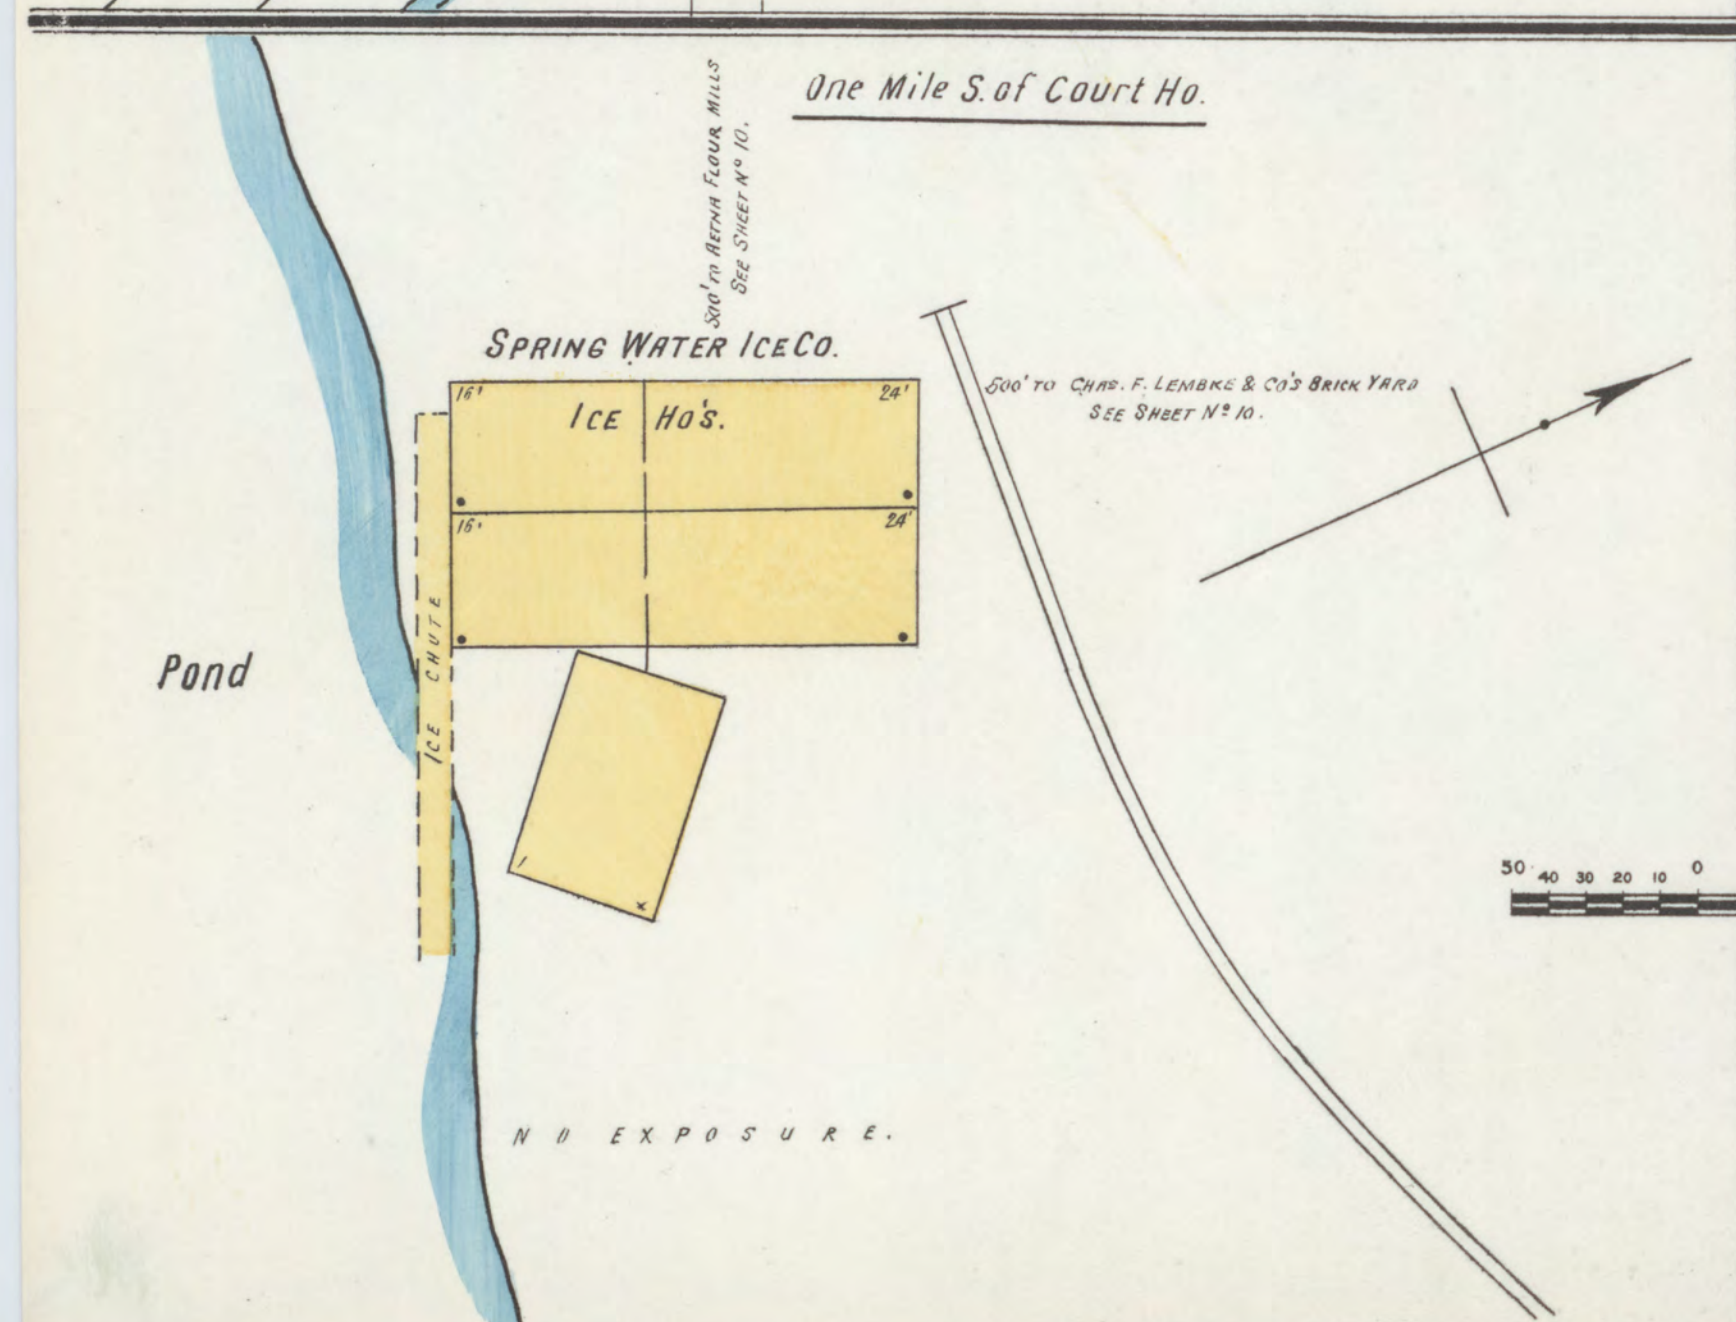 One Mile S. of Court Ho.
500' TO AETNA FLOUR MILLS
SEE SHEET Nº 10.
SPRING WATER ICE CO.
16'
24'
ICE HO'S.
16'
24'
500' TO CHAS. F. LEMBKE & CO'S BRICK YARD
SEE SHEET Nº 10.
ICE CHUTE
Pond
1
x
50 40 30 20 10 0
NO EXPOSURE.